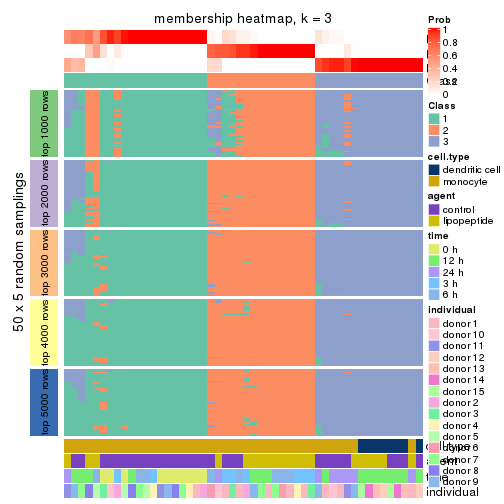 membership heatmap, k = 3
50 x 5 random samplings
top 1000 rows
top 2000 rows
top 3000 rows
top 4000 rows
top 5000 rows
Prob
1
0.8
0.6
0.4
0.2
0
Class
1
2
3
cell.type
dendritic cell
monocyte
agent
control
lipopeptide
time
0 h
12 h
24 h
3 h
6 h
individual
donor 1
donor 10
donor 11
donor 12
donor 13
donor 14
donor 15
donor 2
donor 3
donor 4
donor 5
donor 7
donor 8
donor 9
individual